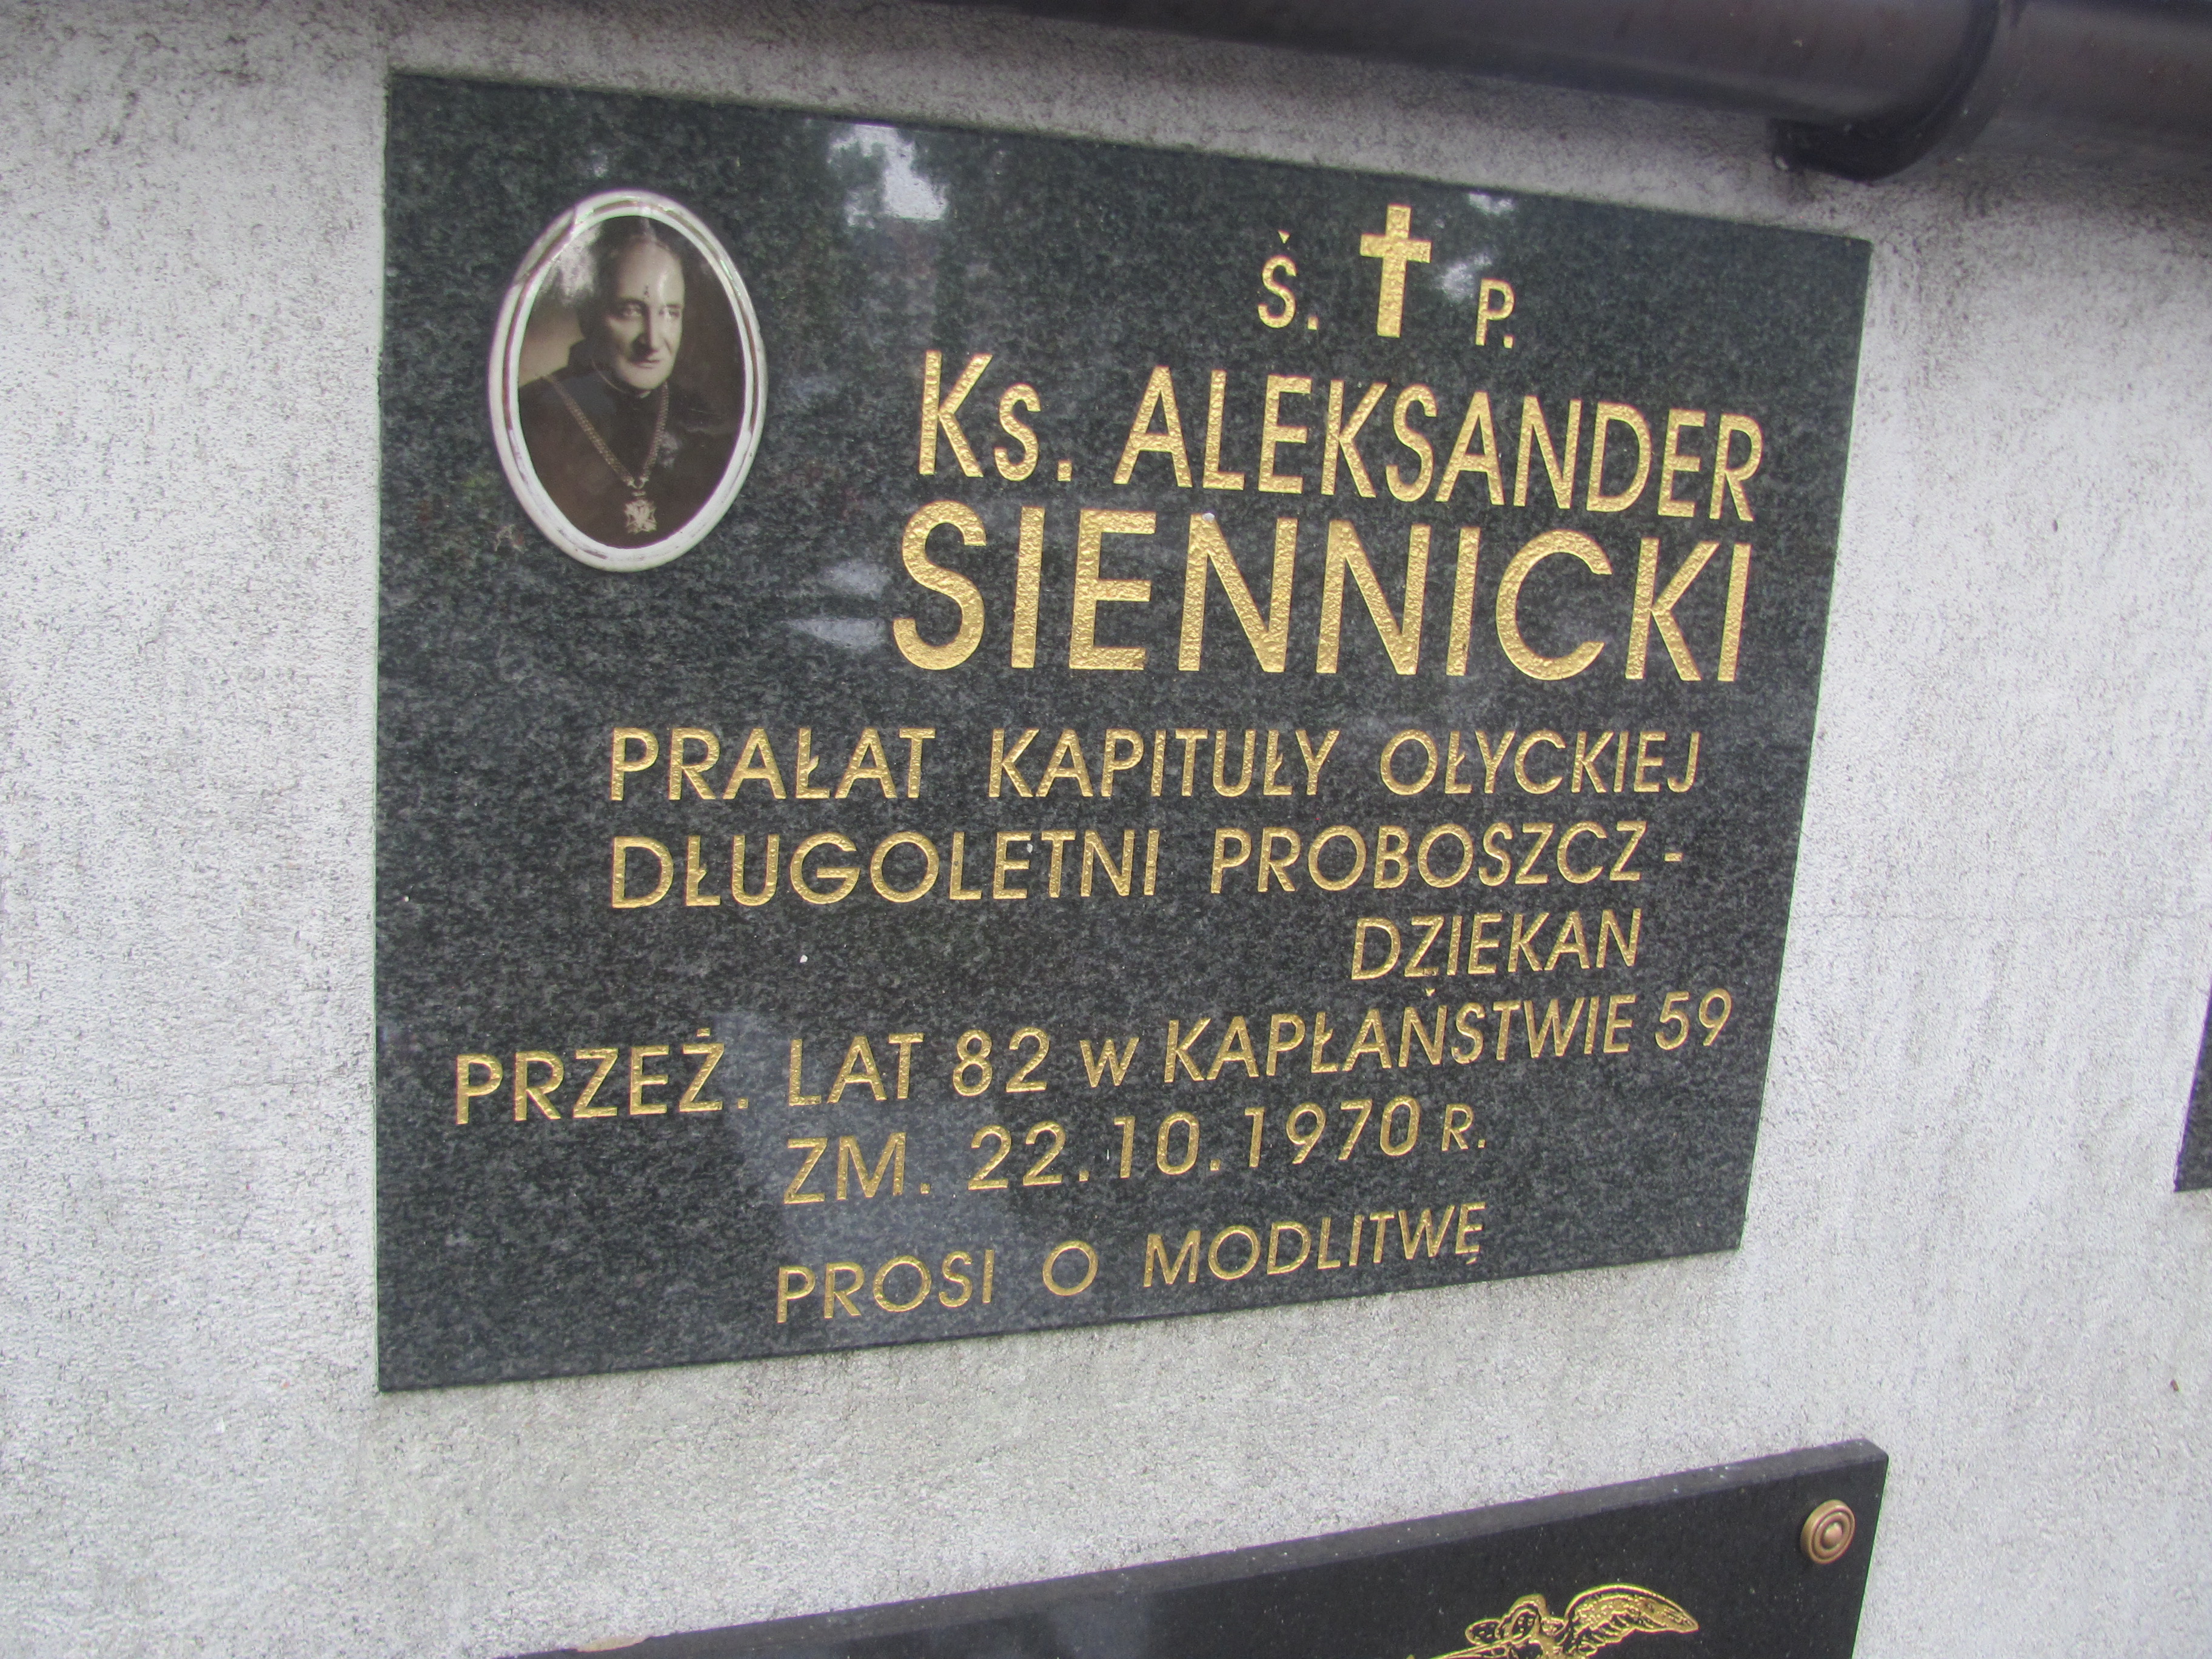 Ś. P.
Ks. ALEKSANDER
SIENNICKI
PRAŁAT KAPITUŁY OŁYCKIEJ
DŁUGOLETNI PROBOSZCZ -
DZIEKAN
PRZEŻ. LAT 82 W KAPŁAŃSTWIE 59
ZM. 22.10.1970 R.
PROSI O MODLITWĘ